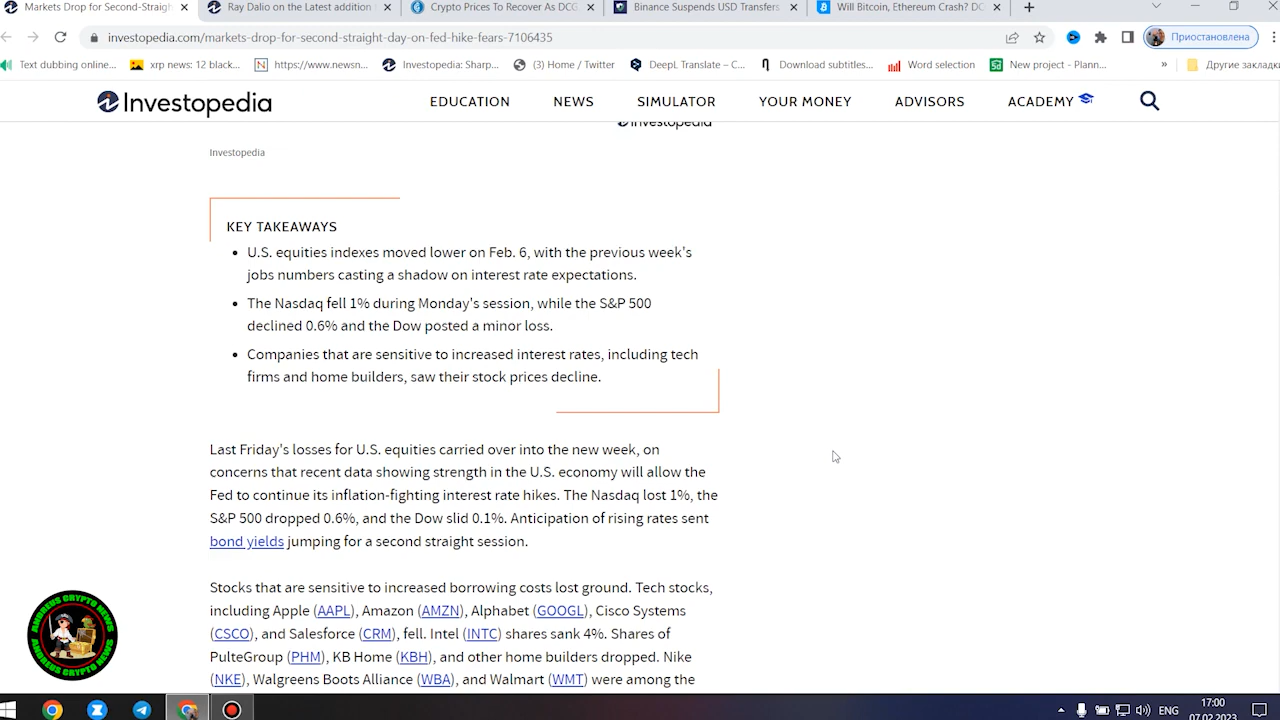 Markets Drop for Second-Straigh
Ray Dalio on the Latest addition
Crypto Prices To Recover As DCG
Binance Suspends USD Transfers
Will Bitcoin, Ethereum Crash? DC
investopedia.com/markets-drop-for-second-straight-day-on-fed-hike-fears-7106435
Приостановлена
Text dubbing online...
xrp news: 12 black...
https://www.newsn...
Investopedia: Sharp...
(3) Home / Twitter
DeepL Translate – C...
Download subtitles...
Word selection
New project - Plann...
»
Другие закладки
Investopedia
EDUCATION
NEWS
SIMULATOR
YOUR MONEY
ADVISORS
ACADEMY
Investopedia
Investopedia
KEY TAKEAWAYS
• U.S. equities indexes moved lower on Feb. 6, with the previous week's
jobs numbers casting a shadow on interest rate expectations.
• The Nasdaq fell 1% during Monday's session, while the S&P 500
declined 0.6% and the Dow posted a minor loss.
• Companies that are sensitive to increased interest rates, including tech
firms and home builders, saw their stock prices decline.
Last Friday's losses for U.S. equities carried over into the new week, on
concerns that recent data showing strength in the U.S. economy will allow the
Fed to continue its inflation-fighting interest rate hikes. The Nasdaq lost 1%, the
S&P 500 dropped 0.6%, and the Dow slid 0.1%. Anticipation of rising rates sent
bond yields jumping for a second straight session.
Stocks that are sensitive to increased borrowing costs lost ground. Tech stocks,
including Apple (AAPL), Amazon (AMZN), Alphabet (GOOGL), Cisco Systems
(CSCO), and Salesforce (CRM), fell. Intel (INTC) shares sank 4%. Shares of
PulteGroup (PHM), KB Home (KBH), and other home builders dropped. Nike
(NKE), Walgreens Boots Alliance (WBA), and Walmart (WMT) were among the
ANDREUS CRYPTO NEWS
ANDREUS CRYPTO NEWS
ENG
17:00
07.02.2023